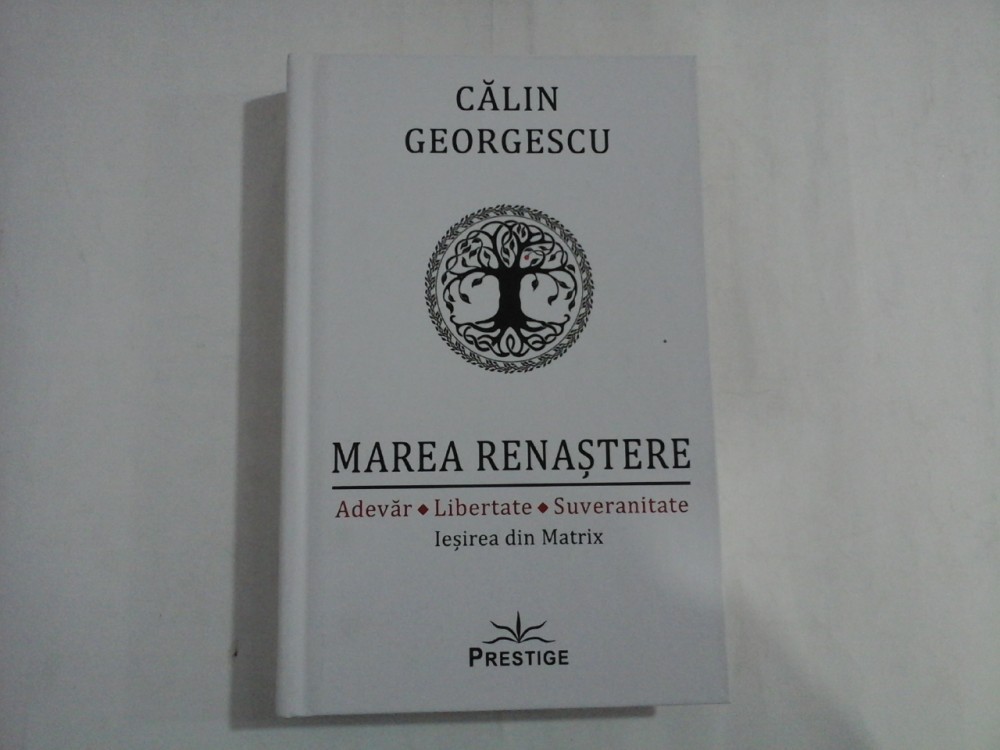 CĂLIN
GEORGESCU
MAREA RENAȘTERE
Adevăr ◆ Libertate ◆ Suveranitate
Ieșirea din Matrix
PRESTIGE